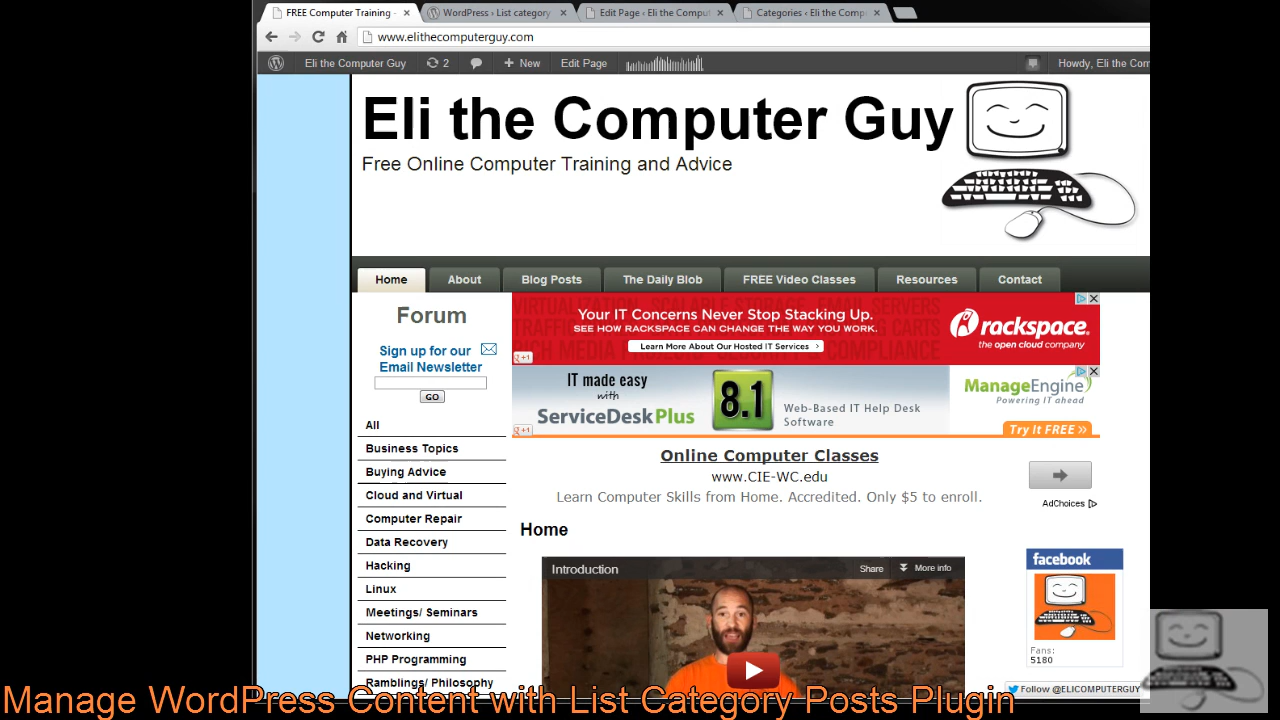 FREE Computer Training -
WordPress › List category
Edit Page ‹ Eli the Comput
Categories ‹ Eli the Comp
www.elithecomputerguy.com
Eli the Computer Guy
2
New
Edit Page
Howdy, Eli the Com
Eli the Computer Guy
Free Online Computer Training and Advice
Home
About
Blog Posts
The Daily Blob
FREE Video Classes
Resources
Contact
Forum
Sign up for our
Email Newsletter
GO
All
Business Topics
Buying Advice
Cloud and Virtual
Computer Repair
Data Recovery
Hacking
Linux
Meetings/ Seminars
Networking
PHP Programming
Ramblings/ Philosophy
Your IT Concerns Never Stop Stacking Up.
SEE HOW RACKSPACE CAN CHANGE THE WAY YOU WORK.
Learn More About Our Hosted IT Services ›
rackspace.
the open cloud company
+1
IT made easy
with
ServiceDesk Plus
8.1
Web-Based IT Help Desk
Software
ManageEngine
Powering IT ahead
Try It FREE »
+1
Online Computer Classes
www.CIE-WC.edu
Learn Computer Skills from Home. Accredited. Only $5 to enroll.
AdChoices
Home
Introduction
Share
More info
facebook
Fans:
5180
Follow @ELICOMPUTERGUY
Manage WordPress Content with List Category Posts Plugin